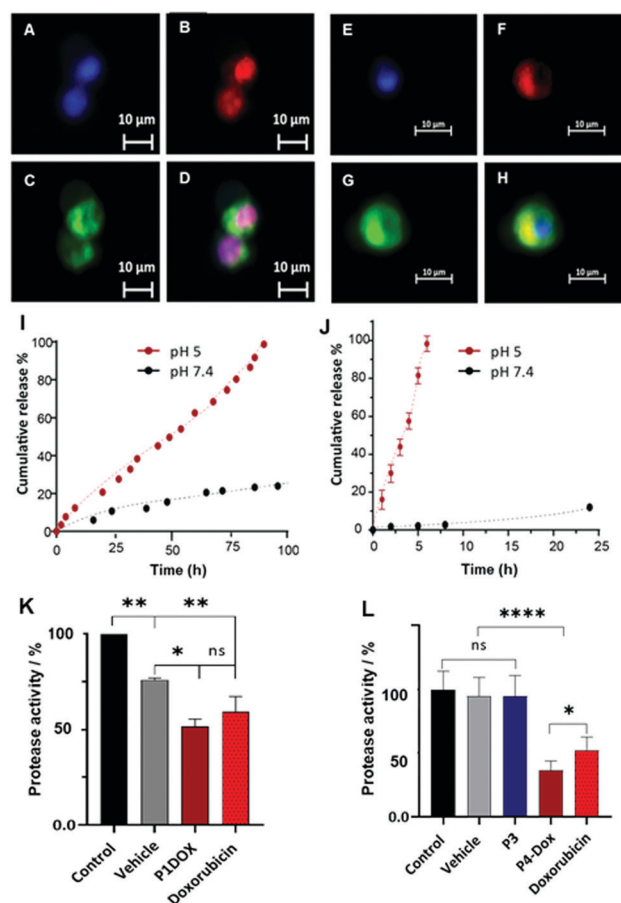 A B E F
10 µm 10 µm 10 µm 10 µm
C D G H
10 µm 10 µm 10 µm 10 µm
I
Cumulative release %
100
80
60
40
20
0
pH 5
pH 7.4
0 25 50 75 100
Time (h)
J
Cumulative release %
100
80
60
40
20
0
pH 5
pH 7.4
0 5 10 15 20 25
Time (h)
K
Protease activity / %
100
50
0.0
** **
* ns
Control Vehicle P1DOX Doxorubicin
L
Protease activity / %
100
50
0.0
****
ns
*
Control Vehicle P3 P4-Dox Doxorubicin